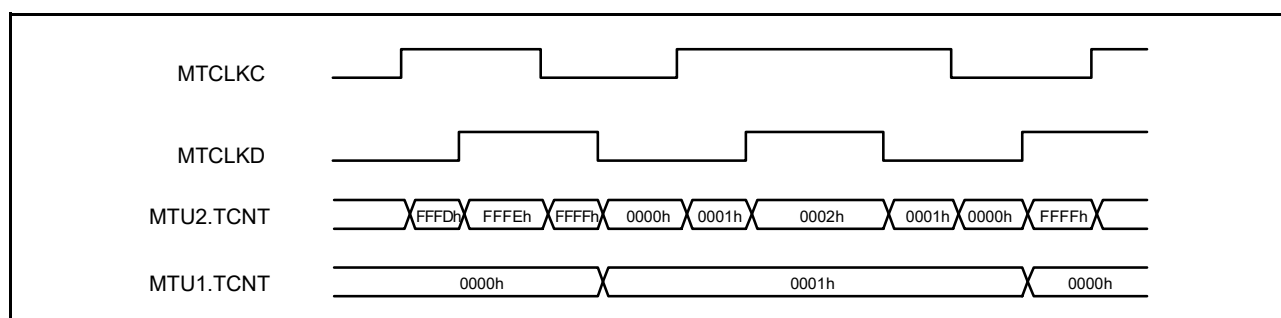 MTCLKC
MTCLKD
MTU2.TCNT FFFDh FFFEh FFFFh 0000h 0001h 0002h 0001h 0000h FFFFh
MTU1.TCNT 0000h 0001h 0000h